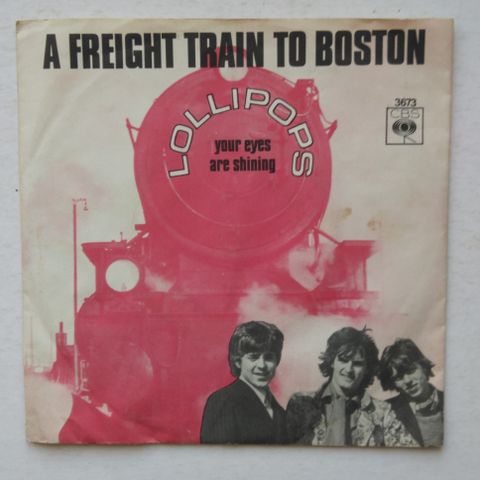 A FREIGHT TRAIN TO BOSTON
LOLLIPOPS
your eyes
are shining
3673
CBS